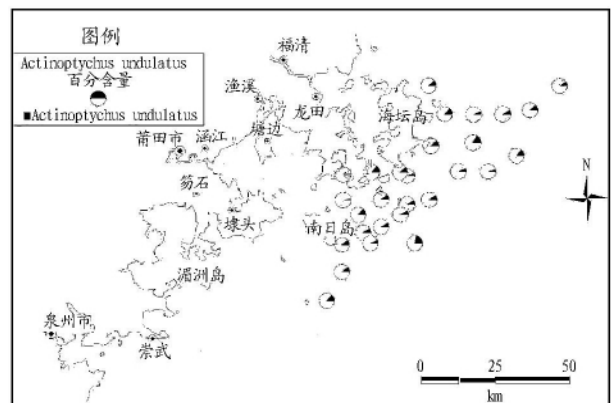 图例
Actinoptychus undulatus
百分含量
■Actinoptychus undulatus
福清
渔溪
龙田
海坛岛
塘边
莆田市
涵江
笏石
埭头
南日岛
湄洲岛
泉州市
崇武
N
0 25 50
km